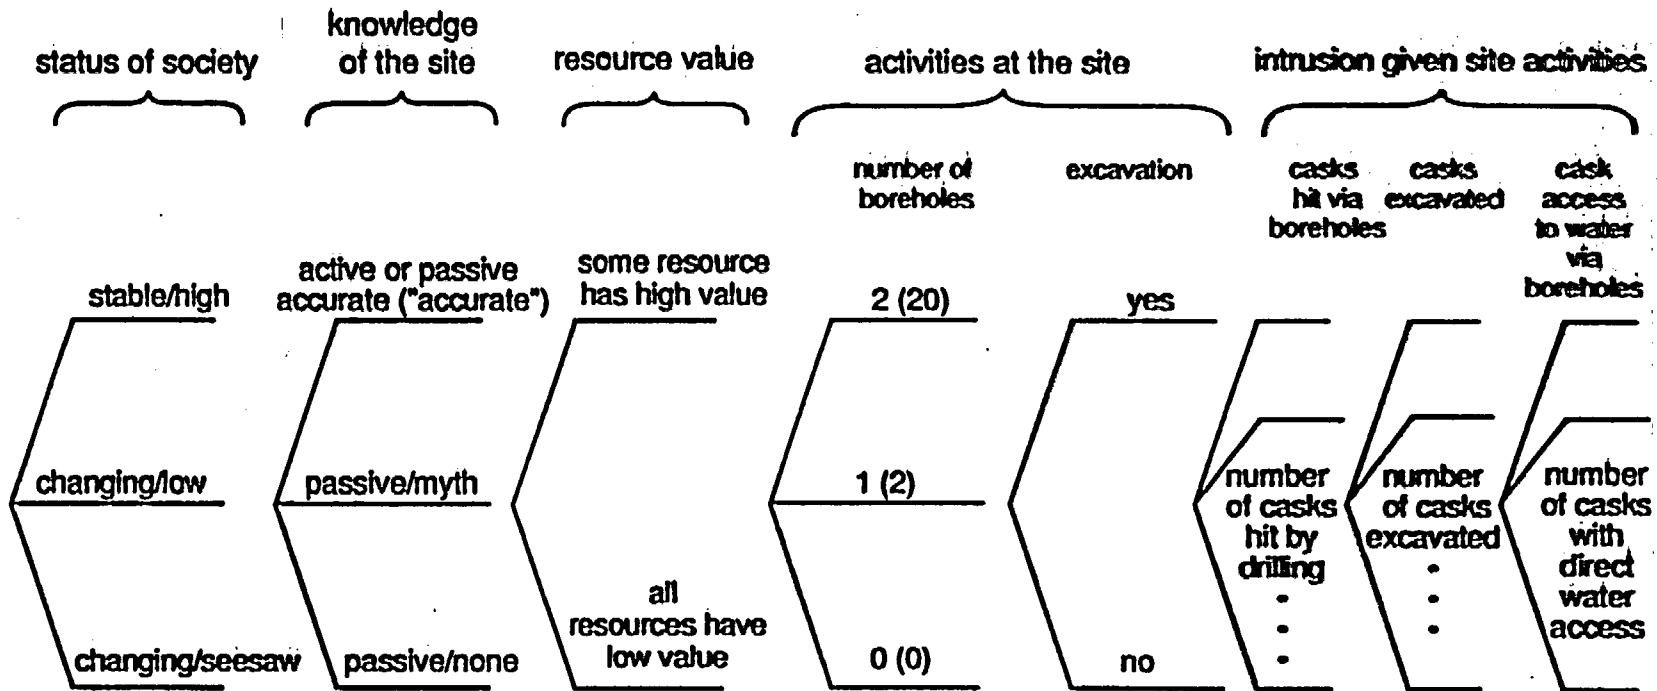 status of society
knowledge
of the site
resource value
activities at the site
intrusion given site activities
number of
boreholes
excavation
casks
hit via
boreholes
casks
excavated
cask
access
to water
via
boreholes
stable/high
active or passive
accurate ("accurate")
some resource
has high value
2 (20)
yes
changing/low
passive/myth
1 (2)
number
of casks
hit by
drilling
number
of casks
excavated
number
of casks
with
direct
water
access
changing/seesaw
passive/none
all
resources have
low value
0 (0)
no